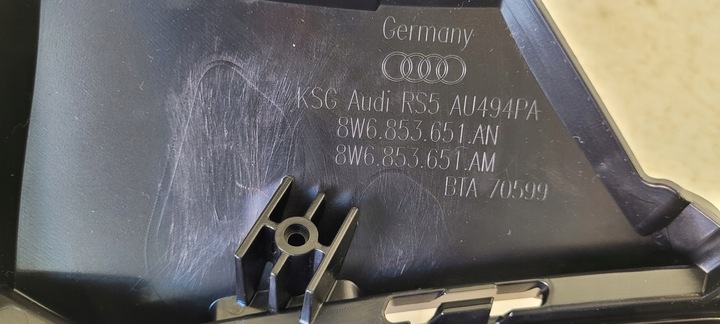 Germany
KSG Audi RS5 AU494PA
8W6.853.651.AN
8W6.853.651.AM
BTA 70599